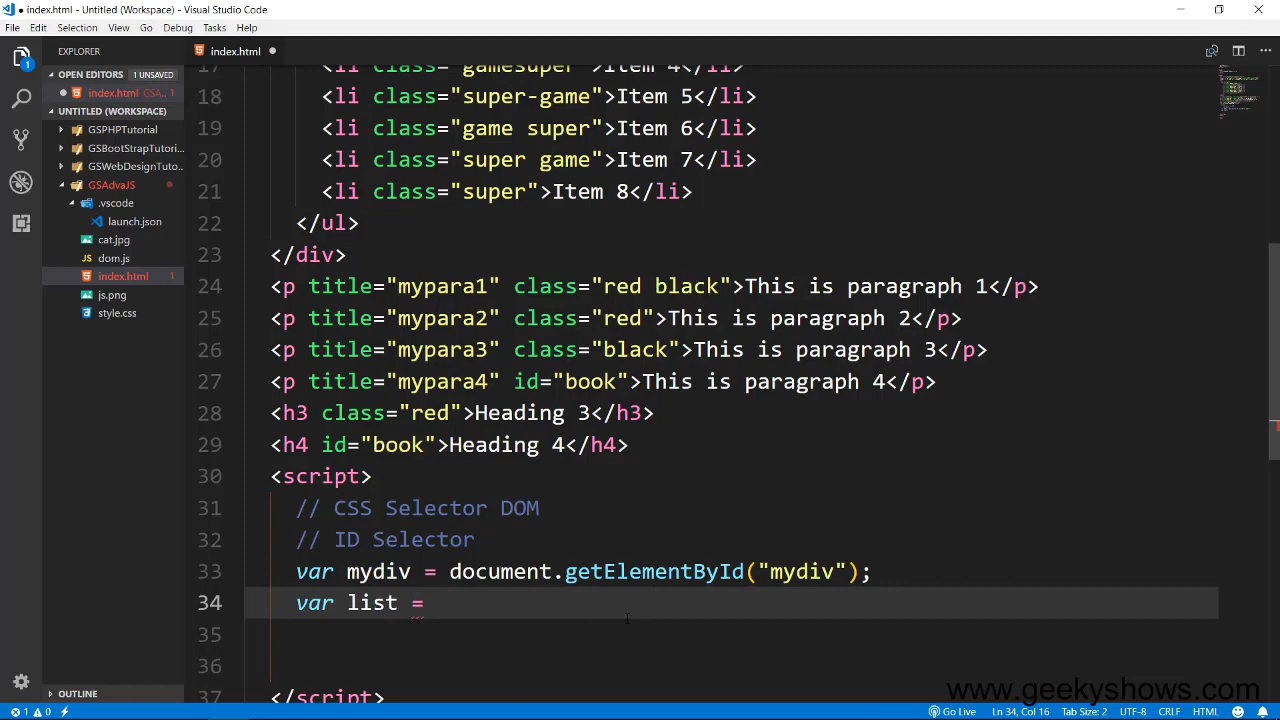 index.html - Untitled (Workspace) - Visual Studio Code
File Edit Selection View Go Debug Tasks Help
EXPLORER
index.html
OPEN EDITORS 1 UNSAVED
index.html GSA... 1
UNTITLED (WORKSPACE)
GSPHPTutorial
GSBootStrapTutori...
GSWebDesignTuto...
GSAdvaJS
.vscode
launch.json
cat.jpg
dom.js
index.html 1
js.png
style.css
OUTLINE
1
17 <li class="gamesuper">Item 4</li>
18 <li class="super-game">Item 5</li>
19 <li class="game super">Item 6</li>
20 <li class="super game">Item 7</li>
21 <li class="super">Item 8</li>
22 </ul>
23 </div>
24 <p title="mypara1" class="red black">This is paragraph 1</p>
25 <p title="mypara2" class="red">This is paragraph 2</p>
26 <p title="mypara3" class="black">This is paragraph 3</p>
27 <p title="mypara4" id="book">This is paragraph 4</p>
28 <h3 class="red">Heading 3</h3>
29 <h4 id="book">Heading 4</h4>
30 <script>
31 // CSS Selector DOM
32 // ID Selector
33 var mydiv = document.getElementById("mydiv");
34 var list =
35
36
37 </script>
www.geekyshows.com
1 0 Go Live Ln 34, Col 16 Tab Size: 2 UTF-8 CRLF HTML